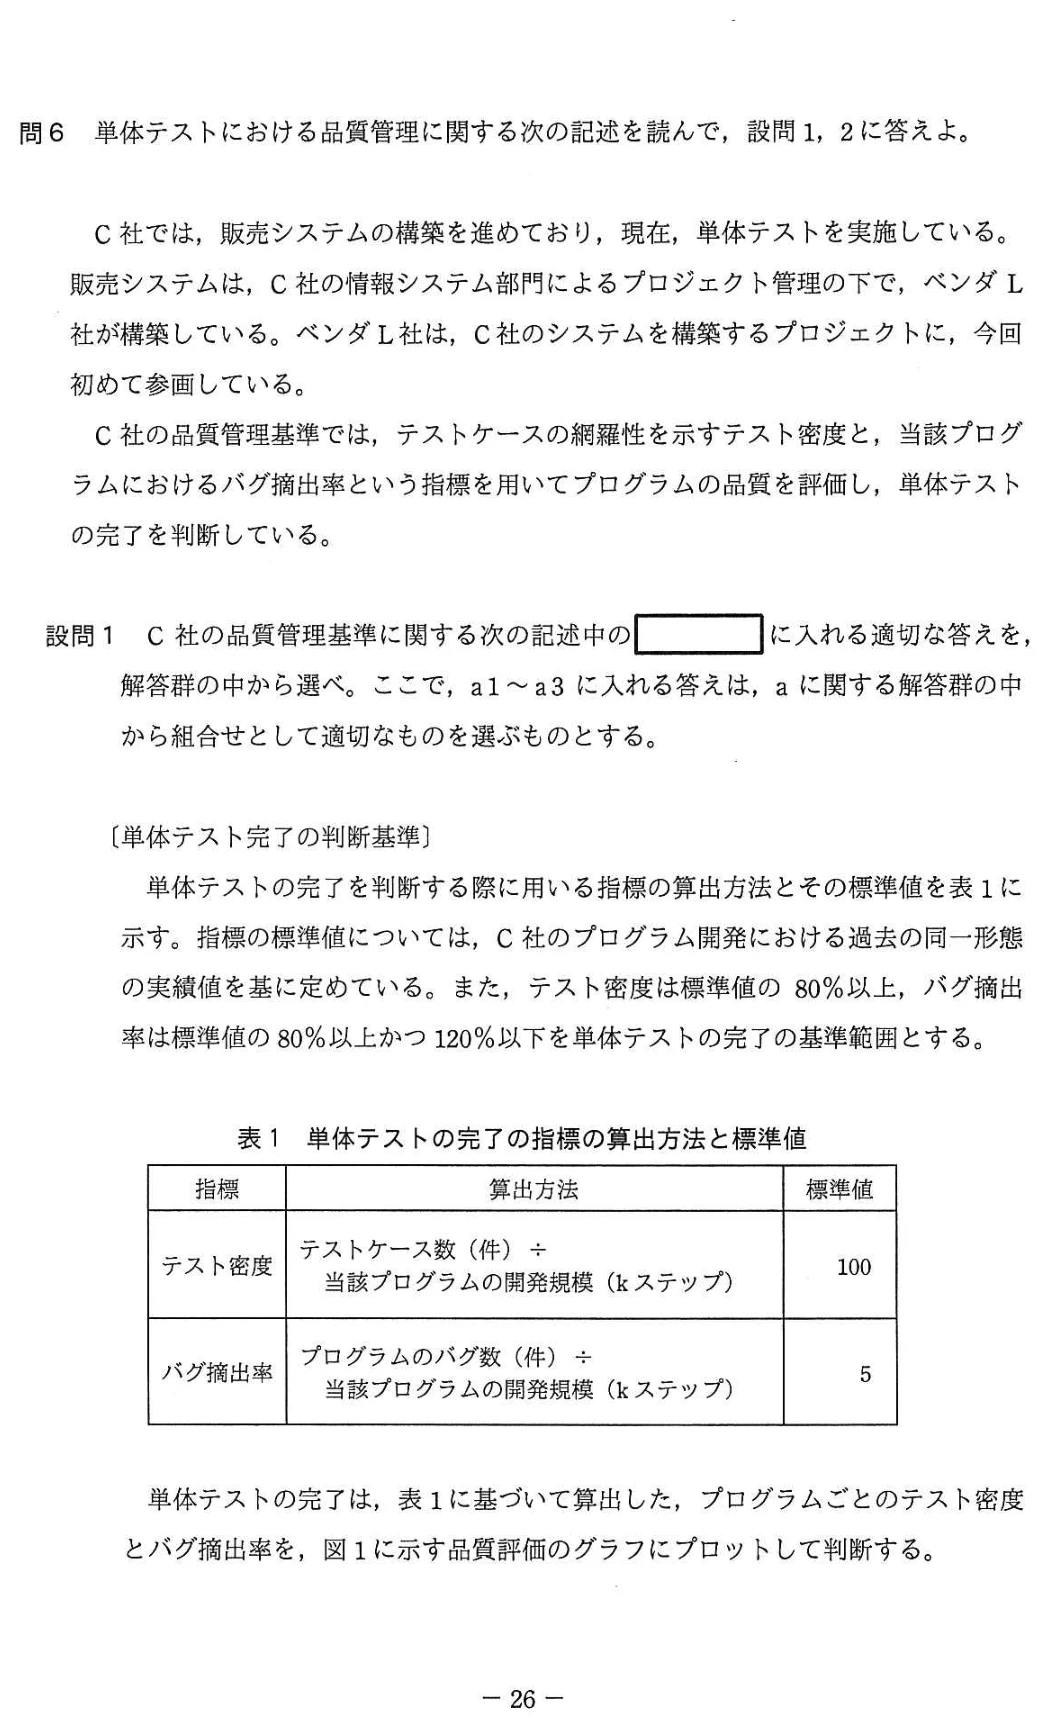 問6 単体テストにおける品質管理に関する次の記述を読んで，設問1，2に答えよ。
C社では，販売システムの構築を進めており，現在，単体テストを実施している。
販売システムは，C社の情報システム部門によるプロジェクト管理の下で，ベンダL
社が構築している。ベンダL社は，C社のシステムを構築するプロジェクトに，今回
初めて参画している。
C社の品質管理基準では，テストケースの網羅性を示すテスト密度と，当該プログ
ラムにおけるバグ摘出率という指標を用いてプログラムの品質を評価し，単体テスト
の完了を判断している。
設問1 C社の品質管理基準に関する次の記述中の に入れる適切な答えを，
解答群の中から選べ。ここで，a1～a3に入れる答えは，aに関する解答群の中
から組合せとして適切なものを選ぶものとする。
〔単体テスト完了の判断基準〕
単体テストの完了を判断する際に用いる指標の算出方法とその標準値を表1に
示す。指標の標準値については，C社のプログラム開発における過去の同一形態
の実績値を基に定めている。また，テスト密度は標準値の 80％以上，バグ摘出
率は標準値の 80％以上かつ 120％以下を単体テストの完了の基準範囲とする。
表1 単体テストの完了の指標の算出方法と標準値
指標 算出方法 標準値
テスト密度 テストケース数（件）÷
当該プログラムの開発規模（kステップ） 100
バグ摘出率 プログラムのバグ数（件）÷
当該プログラムの開発規模（kステップ） 5
単体テストの完了は，表1に基づいて算出した，プログラムごとのテスト密度
とバグ摘出率を，図1に示す品質評価のグラフにプロットして判断する。
－ 26 －